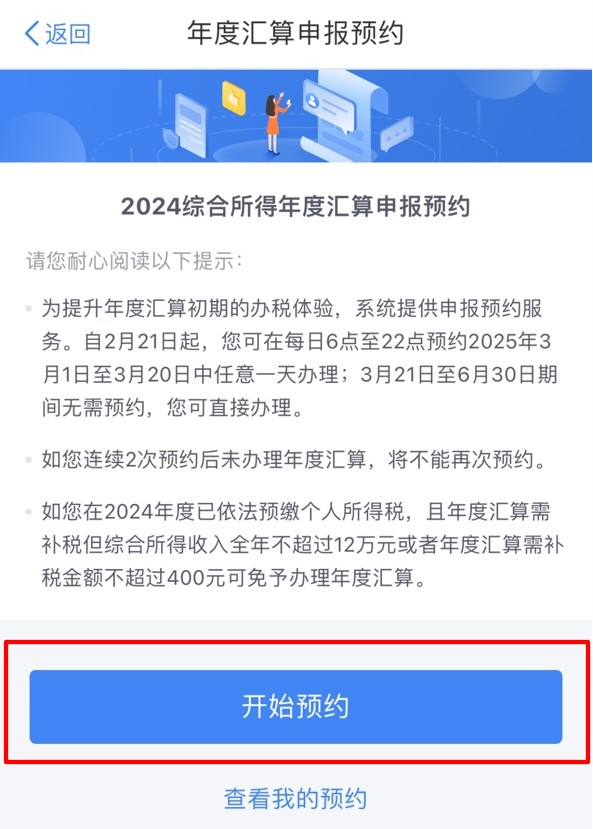 返回
年度汇算申报预约
2024综合所得年度汇算申报预约
请您耐心阅读以下提示：
为提升年度汇算初期的办税体验，系统提供申报预约服
务。自2月21日起，您可在每日6点至22点预约2025年3
月1日至3月20日中任意一天办理；3月21日至6月30日期
间无需预约，您可直接办理。
如您连续2次预约后未办理年度汇算，将不能再次预约。
如您在2024年度已依法预缴个人所得税，且年度汇算需
补税但综合所得收入全年不超过12万元或者年度汇算需补
税金额不超过400元可免予办理年度汇算。
开始预约
查看我的预约